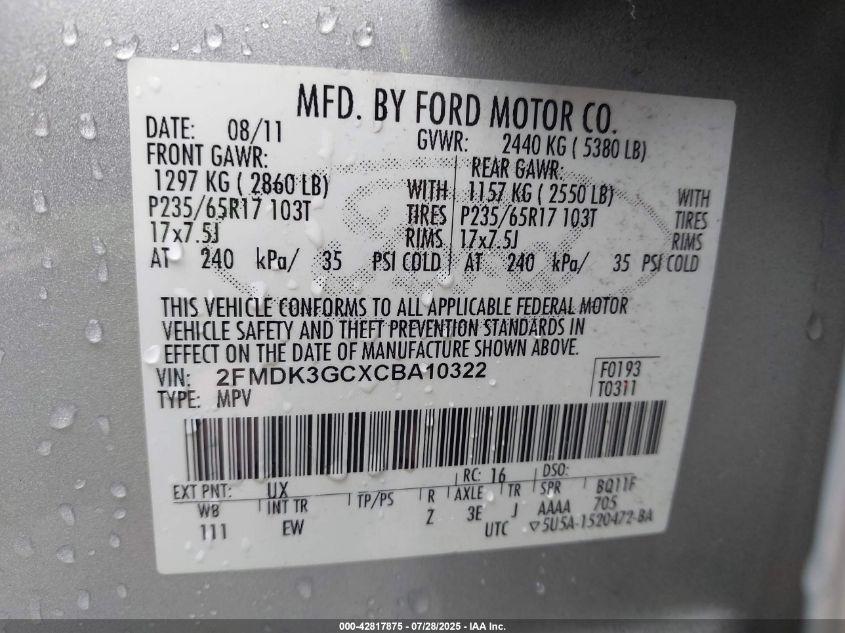 MFD. BY FORD MOTOR CO.
DATE: 08/11 GVWR: 2440 KG ( 5380 LB)
FRONT GAWR: REAR GAWR:
1297 KG ( 2860 LB) WITH 1157 KG ( 2550 LB) WITH
P235/65R17 103T TIRES P235/65R17 103T TIRES
17x7.5J RIMS 17x7.5J RIMS
AT 240 kPa/ 35 PSI COLD AT 240 kPa/ 35 PSI COLD
THIS VEHICLE CONFORMS TO ALL APPLICABLE FEDERAL MOTOR
VEHICLE SAFETY AND THEFT PREVENTION STANDARDS IN
EFFECT ON THE DATE OF MANUFACTURE SHOWN ABOVE.
VIN: 2FMDK3GCXCBA10322 F0193
TYPE: MPV T0311
EXT PNT: UX RC: 16 DSO:
WB INT TR TP/PS R AXLE TR SPR BQ11F
111 EW Z 3E J AAAA 705
UTC ▽5U5A-1520472-BA
000-42817875 - 07/28/2025 - IAA Inc.